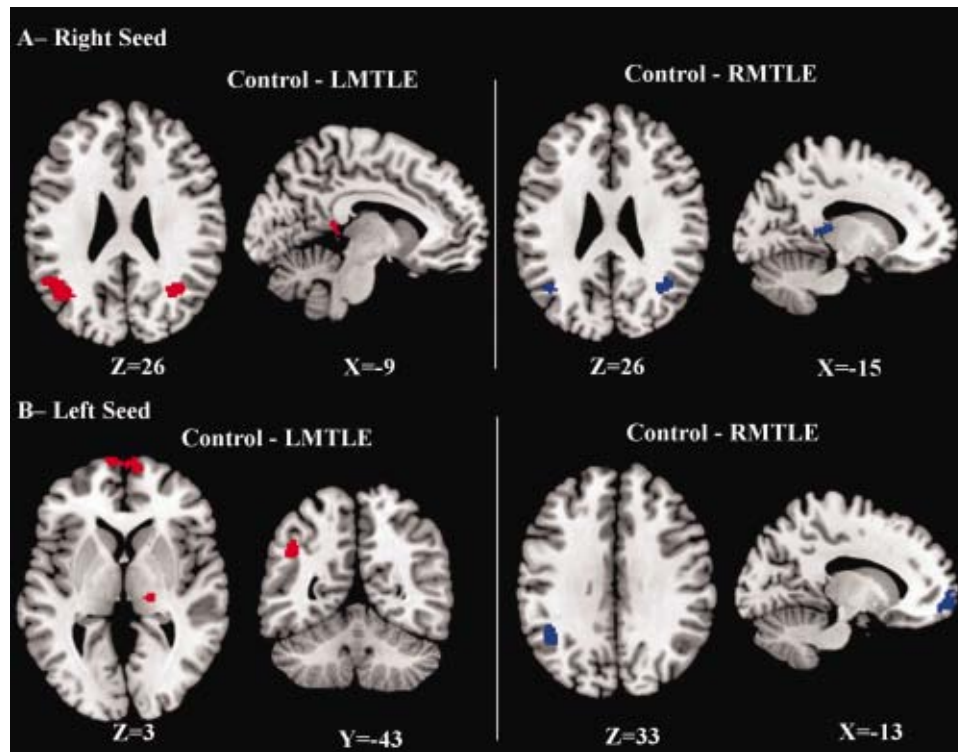 A– Right Seed
Control - LMTLE
Control - RMTLE
Z=26
X=-9
Z=26
X=-15
B– Left Seed
Control - LMTLE
Control - RMTLE
Z=3
Y=-43
Z=33
X=-13